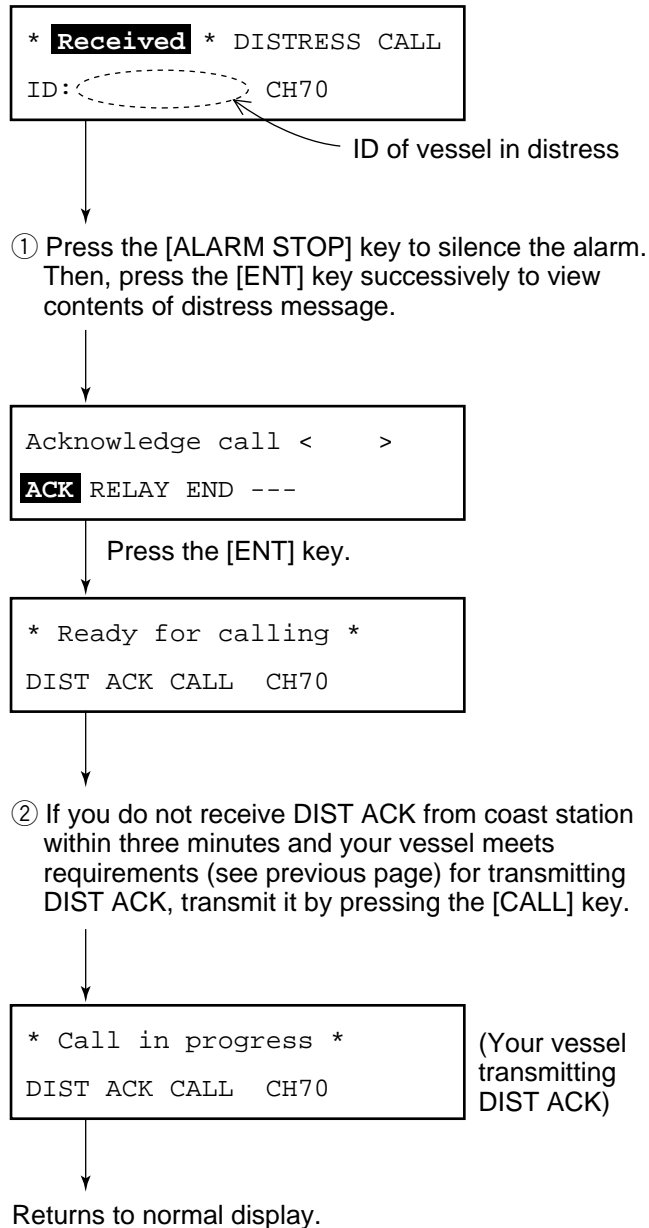 * Received * DISTRESS CALL
ID: CH70
ID of vessel in distress
① Press the [ALARM STOP] key to silence the alarm.
Then, press the [ENT] key successively to view
contents of distress message.
Acknowledge call < >
ACK RELAY END ---
Press the [ENT] key.
* Ready for calling *
DIST ACK CALL CH70
② If you do not receive DIST ACK from coast station
within three minutes and your vessel meets
requirements (see previous page) for transmitting
DIST ACK, transmit it by pressing the [CALL] key.
* Call in progress *
DIST ACK CALL CH70
(Your vessel
transmitting
DIST ACK)
Returns to normal display.